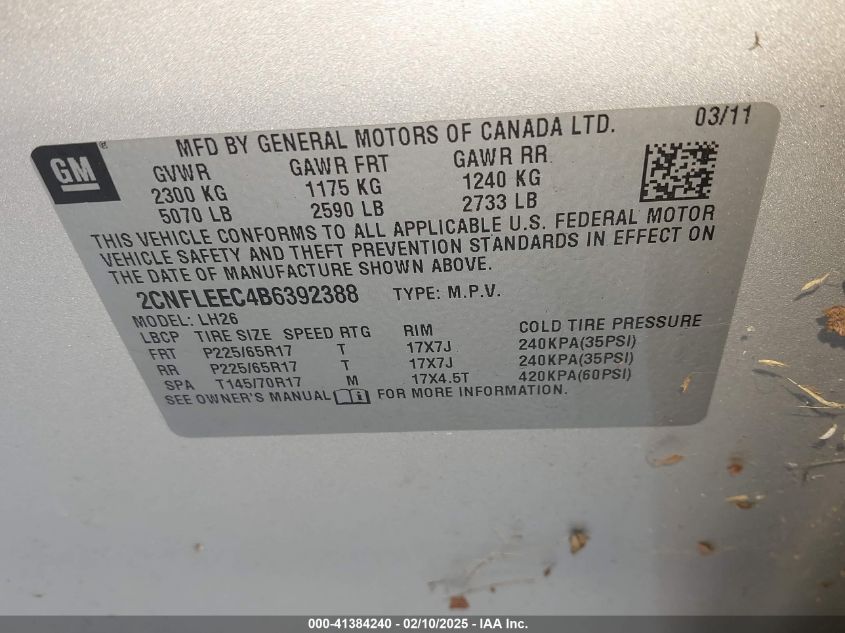 GM
MFD BY GENERAL MOTORS OF CANADA LTD. 03/11
GVWR GAWR FRT GAWR RR
2300 KG 1175 KG 1240 KG
5070 LB 2590 LB 2733 LB
THIS VEHICLE CONFORMS TO ALL APPLICABLE U.S. FEDERAL MOTOR
VEHICLE SAFETY AND THEFT PREVENTION STANDARDS IN EFFECT ON
THE DATE OF MANUFACTURE SHOWN ABOVE.
2CNFLEEC4B6392388 TYPE: M.P.V.
MODEL: LH26
LBCP TIRE SIZE SPEED RTG RIM COLD TIRE PRESSURE
FRT P225/65R17 T 17X7J 240KPA(35PSI)
RR P225/65R17 T 17X7J 240KPA(35PSI)
SPA T145/70R17 M 17X4.5T 420KPA(60PSI)
SEE OWNER'S MANUAL FOR MORE INFORMATION.
000-41384240 - 02/10/2025 - IAA Inc.